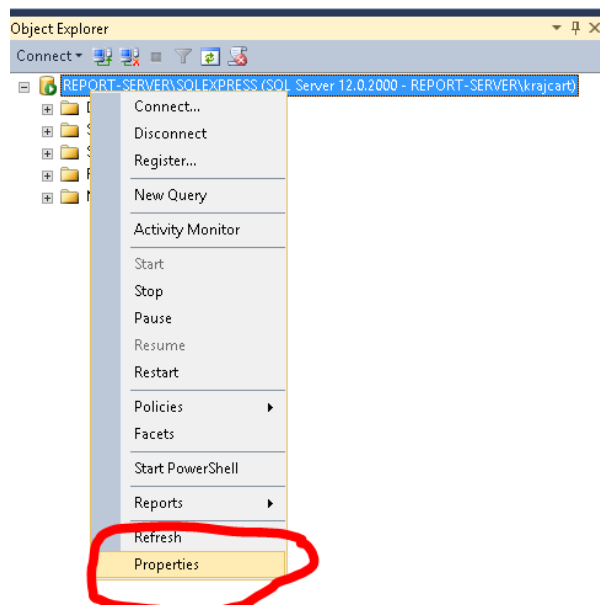 Object Explorer
Connect
REPORT-SERVER\SQLEXPRESS (SQL Server 12.0.2000 - REPORT-SERVER\krajcart)
Connect...
Disconnect
Register...
New Query
Activity Monitor
Start
Stop
Pause
Resume
Restart
Policies
Facets
Start PowerShell
Reports
Refresh
Properties